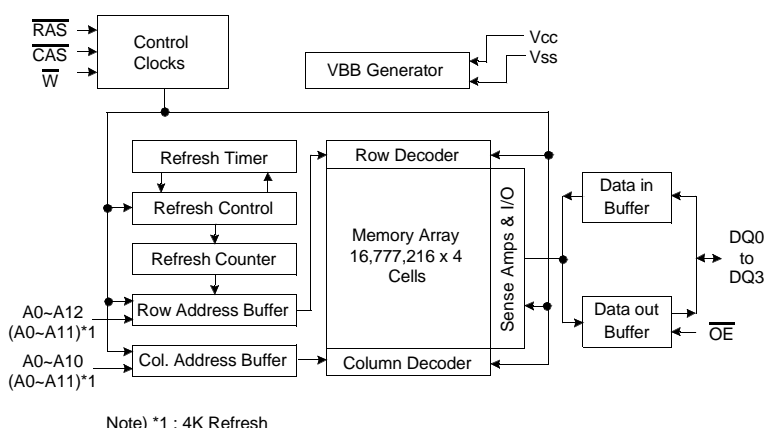 RAS
CAS
W
Control
Clocks
VBB Generator
Vcc
Vss
Refresh Timer
Refresh Control
Refresh Counter
Row Address Buffer
Col. Address Buffer
A0~A12
(A0~A11)*1
A0~A10
(A0~A11)*1
Row Decoder
Memory Array
16,777,216 x 4
Cells
Column Decoder
Sense Amps & I/O
Data in
Buffer
Data out
Buffer
DQ0
to
DQ3
OE
Note) *1 : 4K Refresh